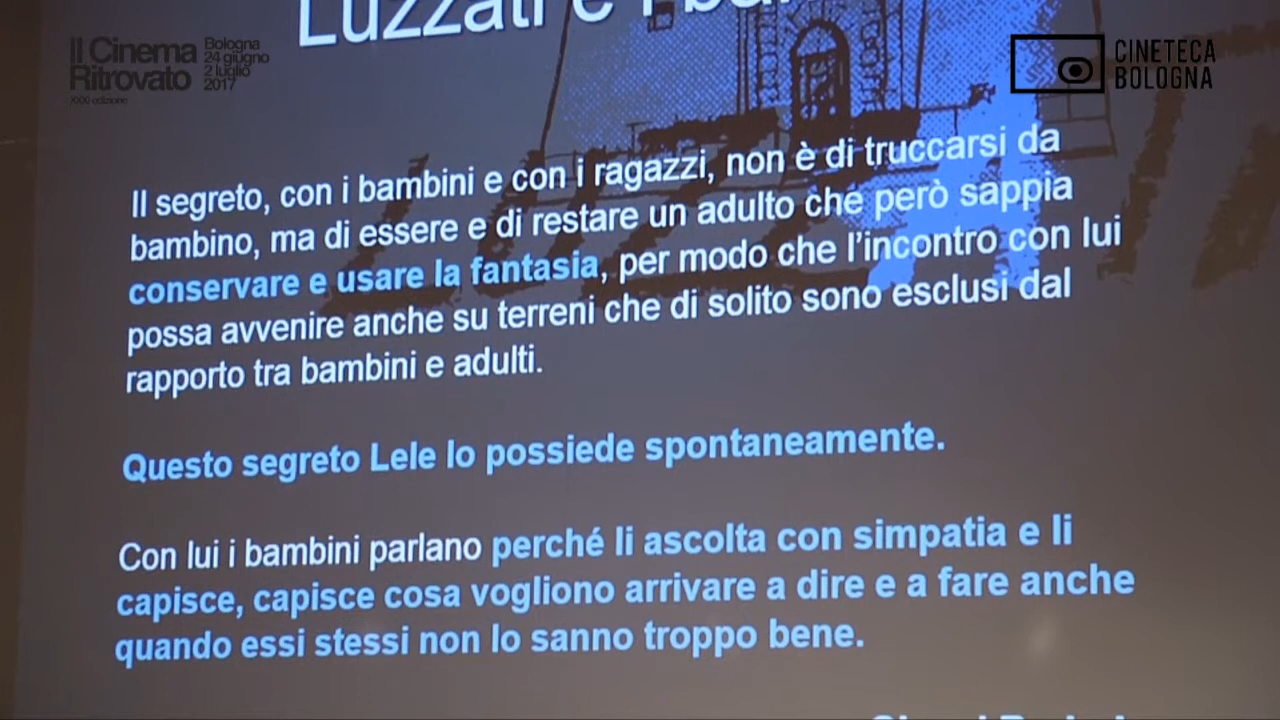 Luzzati e i
Il Cinema
Ritrovato
XXXI edizione
Bologna
24 giugno
2 luglio
2017
CINETECA
BOLOGNA
Il segreto, con i bambini e con i ragazzi, non è di truccarsi da
bambino, ma di essere e di restare un adulto che però sappia
conservare e usare la fantasia, per modo che l'incontro con lui
possa avvenire anche su terreni che di solito sono esclusi dal
rapporto tra bambini e adulti.
Questo segreto Lele lo possiede spontaneamente.
Con lui i bambini parlano perché li ascolta con simpatia e li
capisce, capisce cosa vogliono arrivare a dire e a fare anche
quando essi stessi non lo sanno troppo bene.